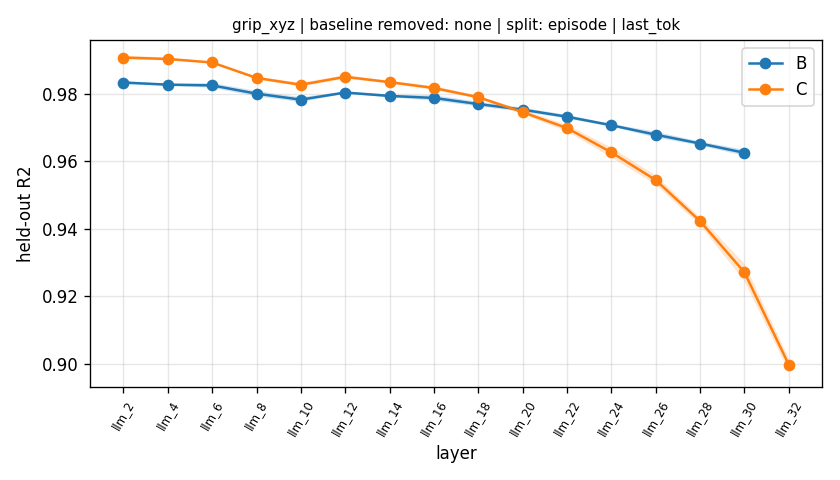 grip_xyz | baseline removed: none | split: episode | last_tok
B
C
held-out R2
0.98
0.96
0.94
0.92
0.90
llm_2
llm_4
llm_6
llm_8
llm_10
llm_12
llm_14
llm_16
llm_18
llm_20
llm_22
llm_24
llm_26
llm_28
llm_30
llm_32
layer